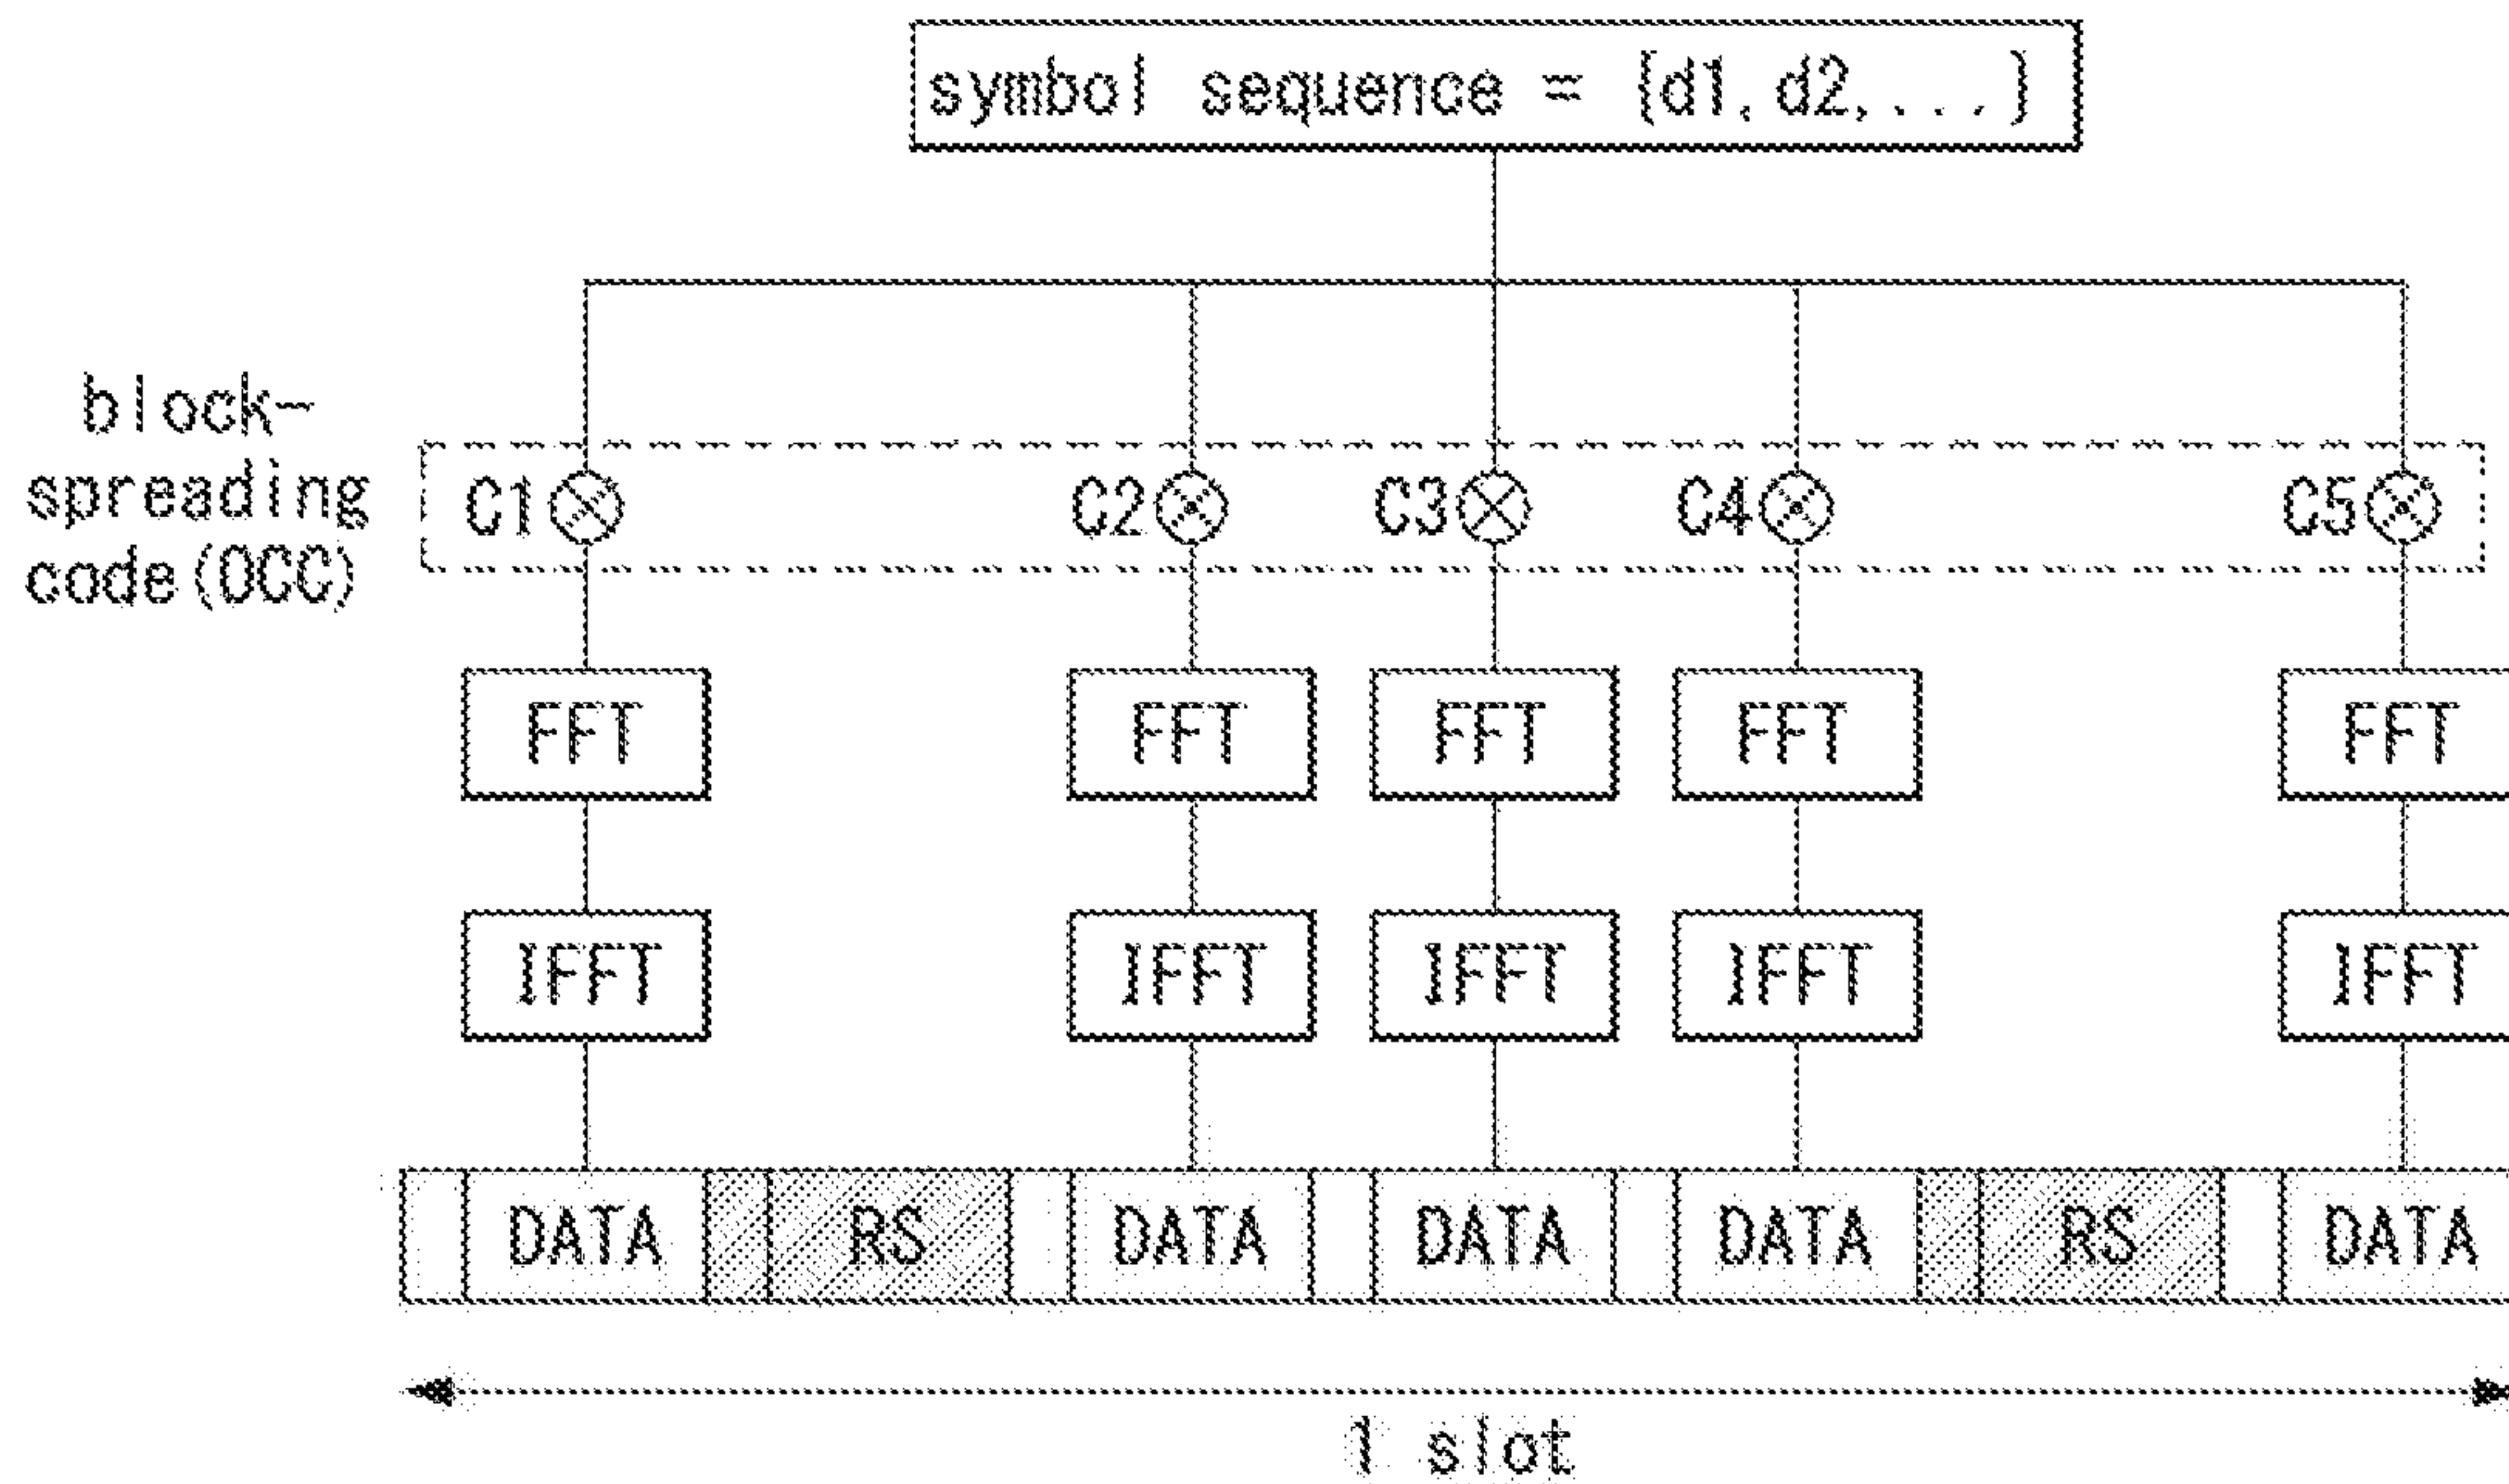 symbol sequence = {d1,d2,...}
block-
spreading
code(OCC)
C1 C2 C3 C4 C5
FFT FFT FFT FFT FFT
IFFT IFFT IFFT IFFT IFFT
DATA RS DATA DATA DATA RS DATA
1 slot